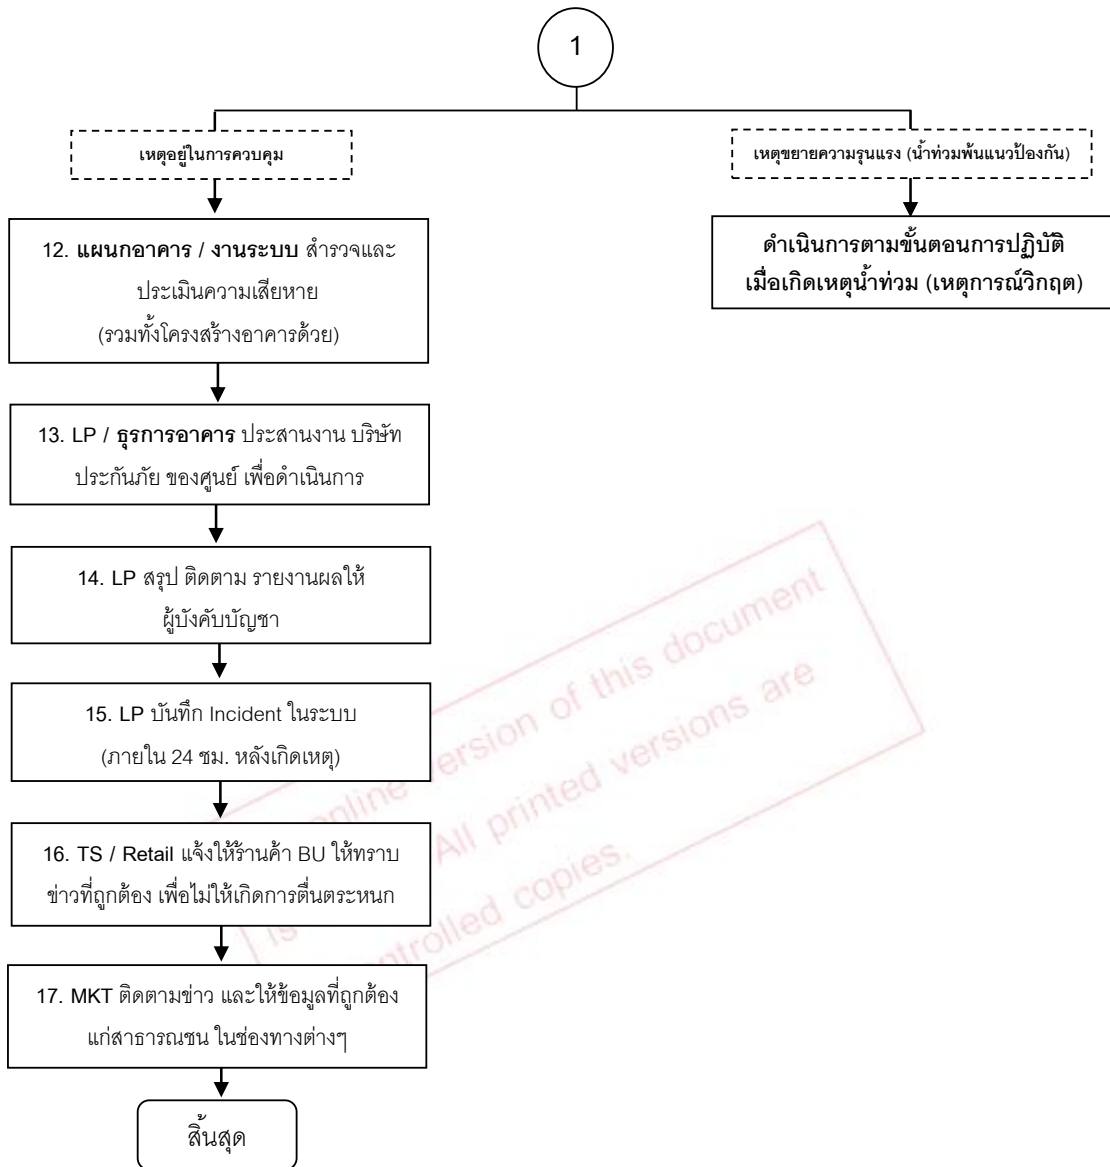 1
เหตุอยู่ในการควบคุม
เหตุขยายความรุนแรง (น้ำท่วมพ้นแนวป้องกัน)
12. แผนกอาคาร / งานระบบ สำรวจและ
ประเมินความเสียหาย
(รวมทั้งโครงสร้างอาคารด้วย)
ดำเนินการตามขั้นตอนการปฏิบัติ
เมื่อเกิดเหตุน้ำท่วม (เหตุการณ์วิกฤต)
13. LP / ธุรการอาคาร ประสานงาน บริษัท
ประกันภัย ของศูนย์ เพื่อดำเนินการ
14. LP สรุป ติดตาม รายงานผลให้
ผู้บังคับบัญชา
15. LP บันทึก Incident ในระบบ
(ภายใน 24 ชม. หลังเกิดเหตุ)
16. TS / Retail แจ้งให้ร้านค้า BU ให้ทราบ
ข่าวที่ถูกต้อง เพื่อไม่ให้เกิดการตื่นตระหนก
17. MKT ติดตามข่าว และให้ข้อมูลที่ถูกต้อง
แก่สาธารณชน ในช่องทางต่างๆ
สิ้นสุด
of this document
All printed versions are
copies.